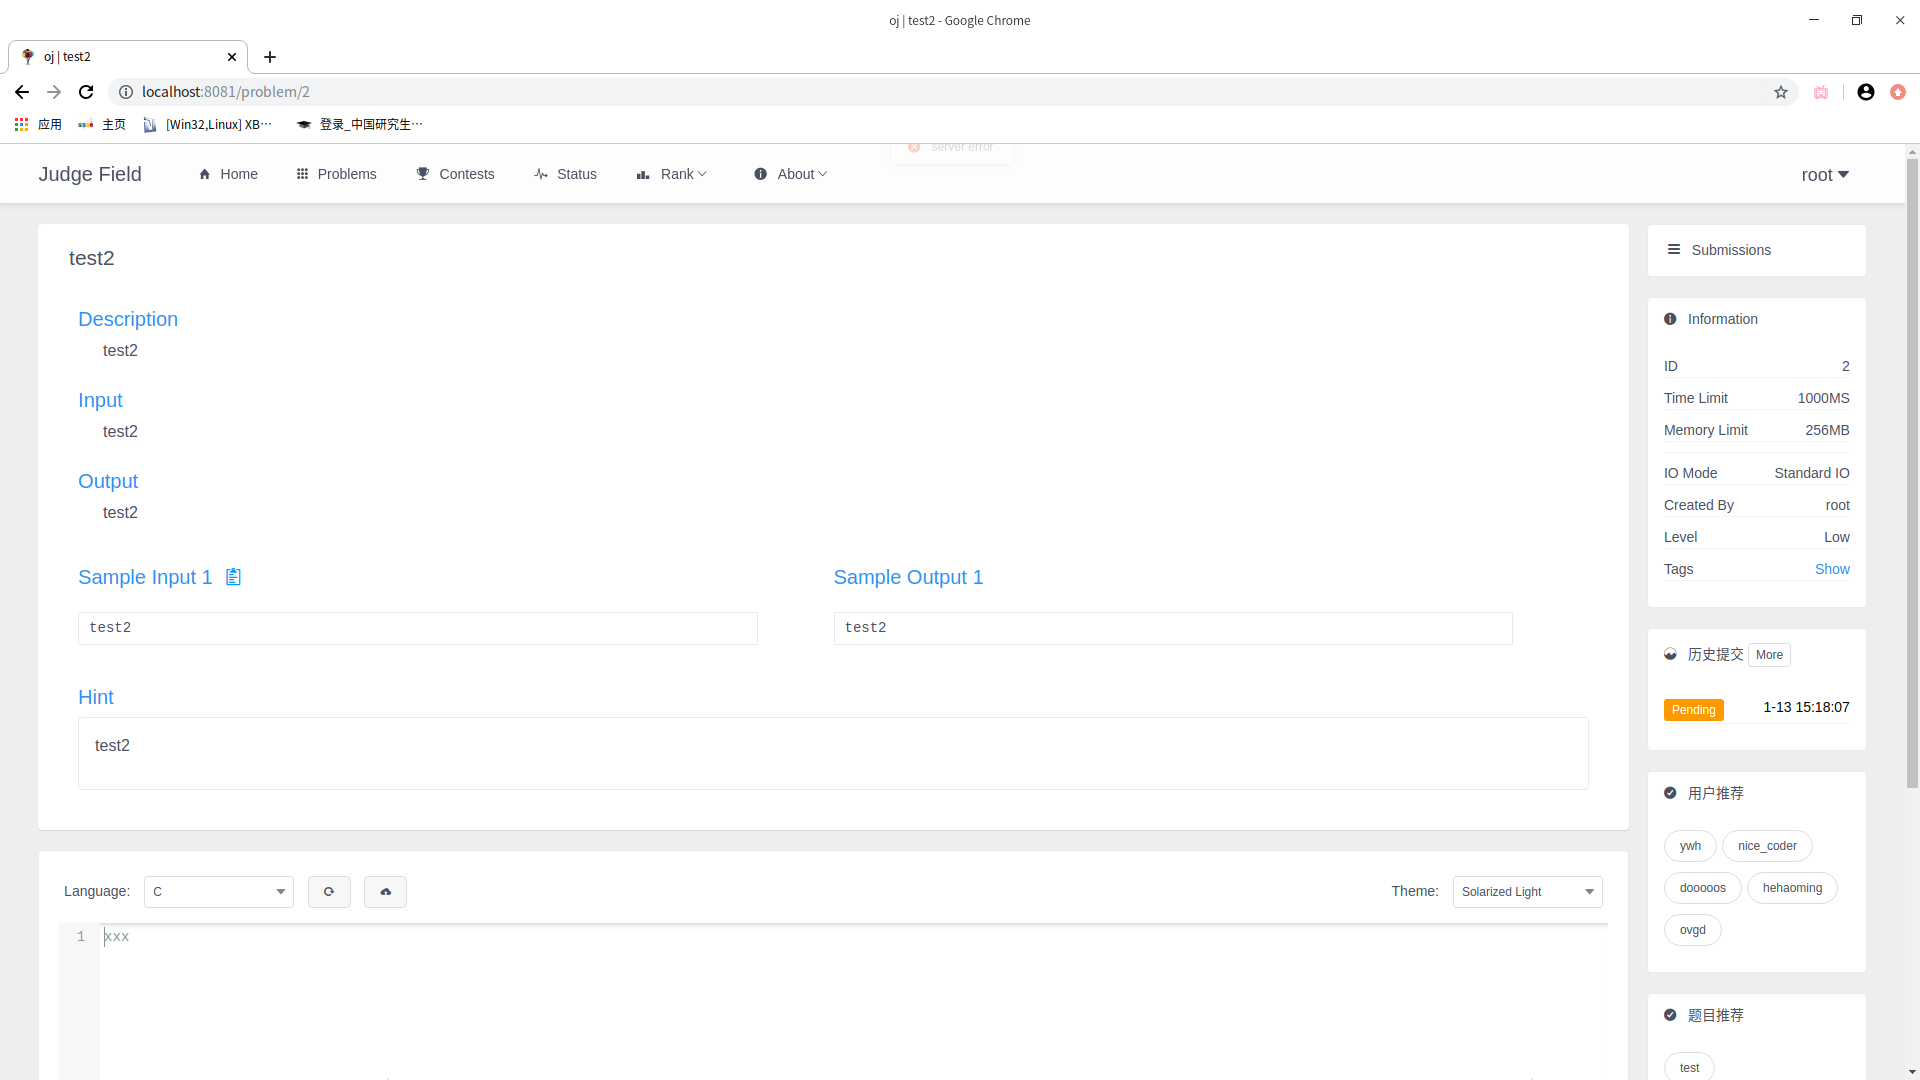 oj | test2 - Google Chrome
oj | test2
localhost:8081/problem/2
应用
主页
[Win32,Linux] XB…
登录_中国研究生…
server error
Judge Field
Home
Problems
Contests
Status
Rank
About
root
test2
Description
test2
Input
test2
Output
test2
Sample Input 1
Sample Output 1
test2
test2
Hint
test2
Language:
C
Theme:
Solarized Light
1
xxx
Submissions
Information
ID 2
Time Limit 1000MS
Memory Limit 256MB
IO Mode Standard IO
Created By root
Level Low
Tags Show
历史提交 More
Pending 1-13 15:18:07
用户推荐
ywh nice_coder
dooooos hehaoming
ovgd
题目推荐
test